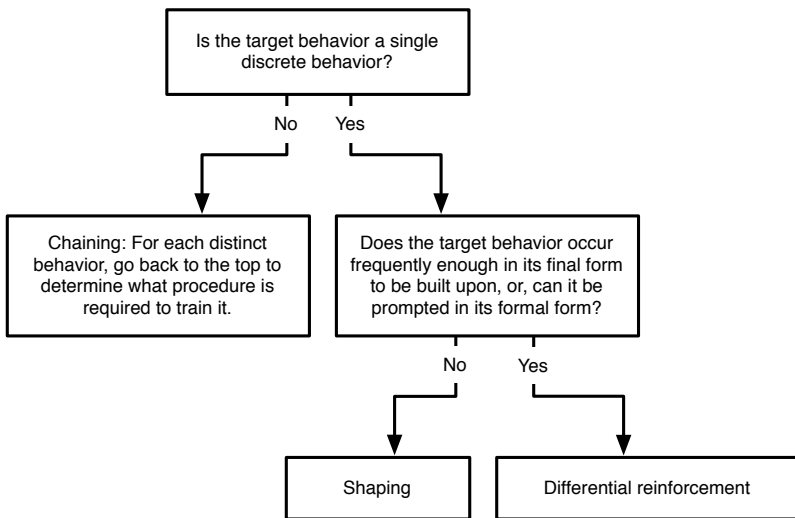 Is the target behavior a single
discrete behavior?
No
Yes
Chaining: For each distinct
behavior, go back to the top to
determine what procedure is
required to train it.
Does the target behavior occur
frequently enough in its final form
to be built upon, or, can it be
prompted in its formal form?
No
Yes
Shaping
Differential reinforcement